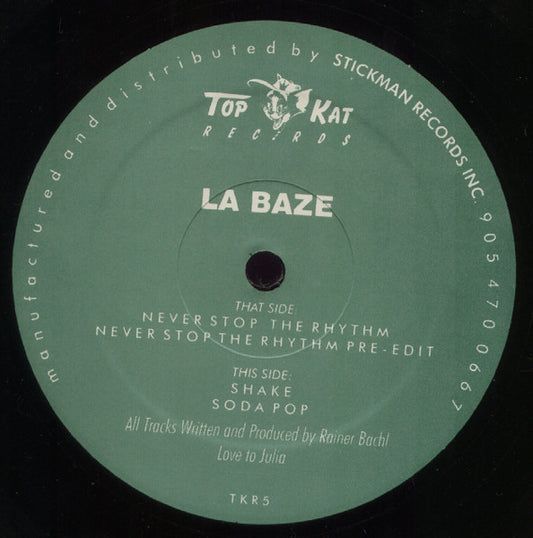 manufactured and distributed by STICKMAN RECORDS INC. 905 470 0667
TOP KAT
RECORDS
LA BAZE
THAT SIDE:
NEVER STOP THE RHYTHM
NEVER STOP THE RHYTHM PRE-EDIT
THIS SIDE:
SHAKE
SODA POP
All Tracks Written and Produced by Rainer Bachl
Love to Julia
TKR5